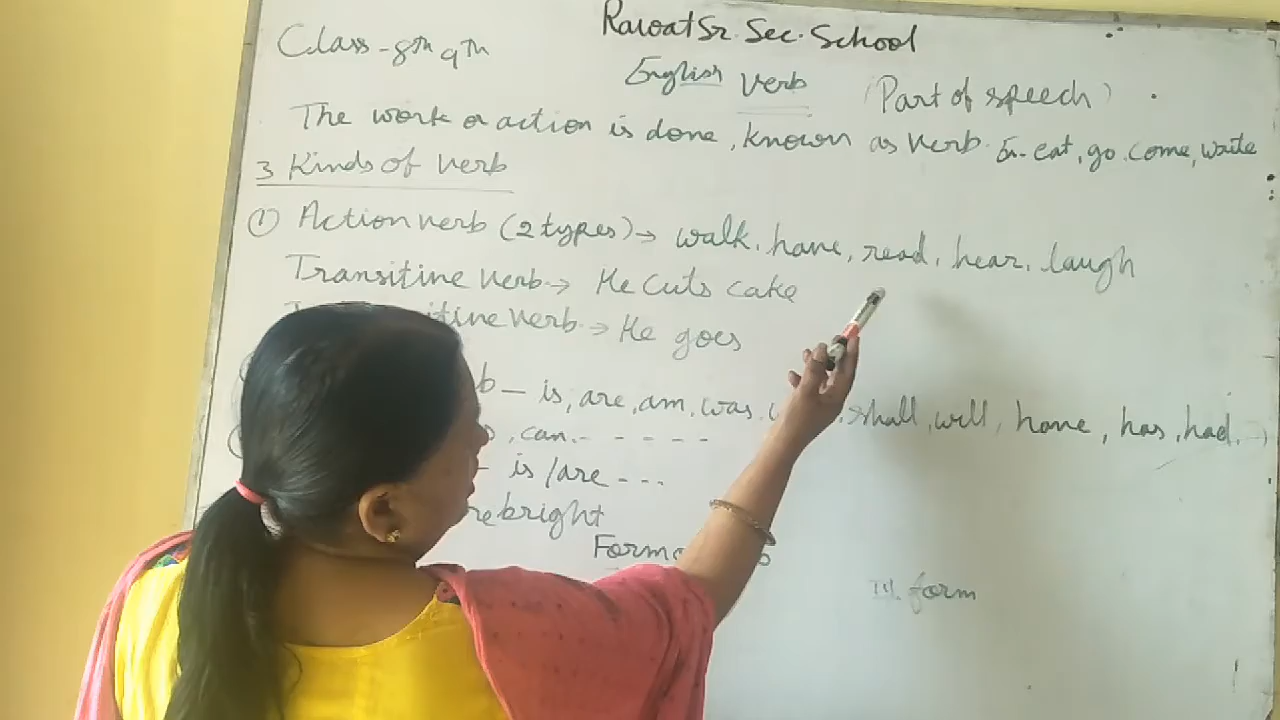 Rawat Sr. Sec. School
Class - 8th 9th
English Verb (Part of speech)
The work or action is done, known as verb. Ex- eat, go, come, write
3 Kinds of Verb
① Action verb (2 types) → walk, have, read, hear, laugh
Transitive verb → He cuts cake
verb → He goes
— is, are, am, was, shall, will, have, has, had.
, can. - - - - -
- is/are - - -
bright
Form
III form